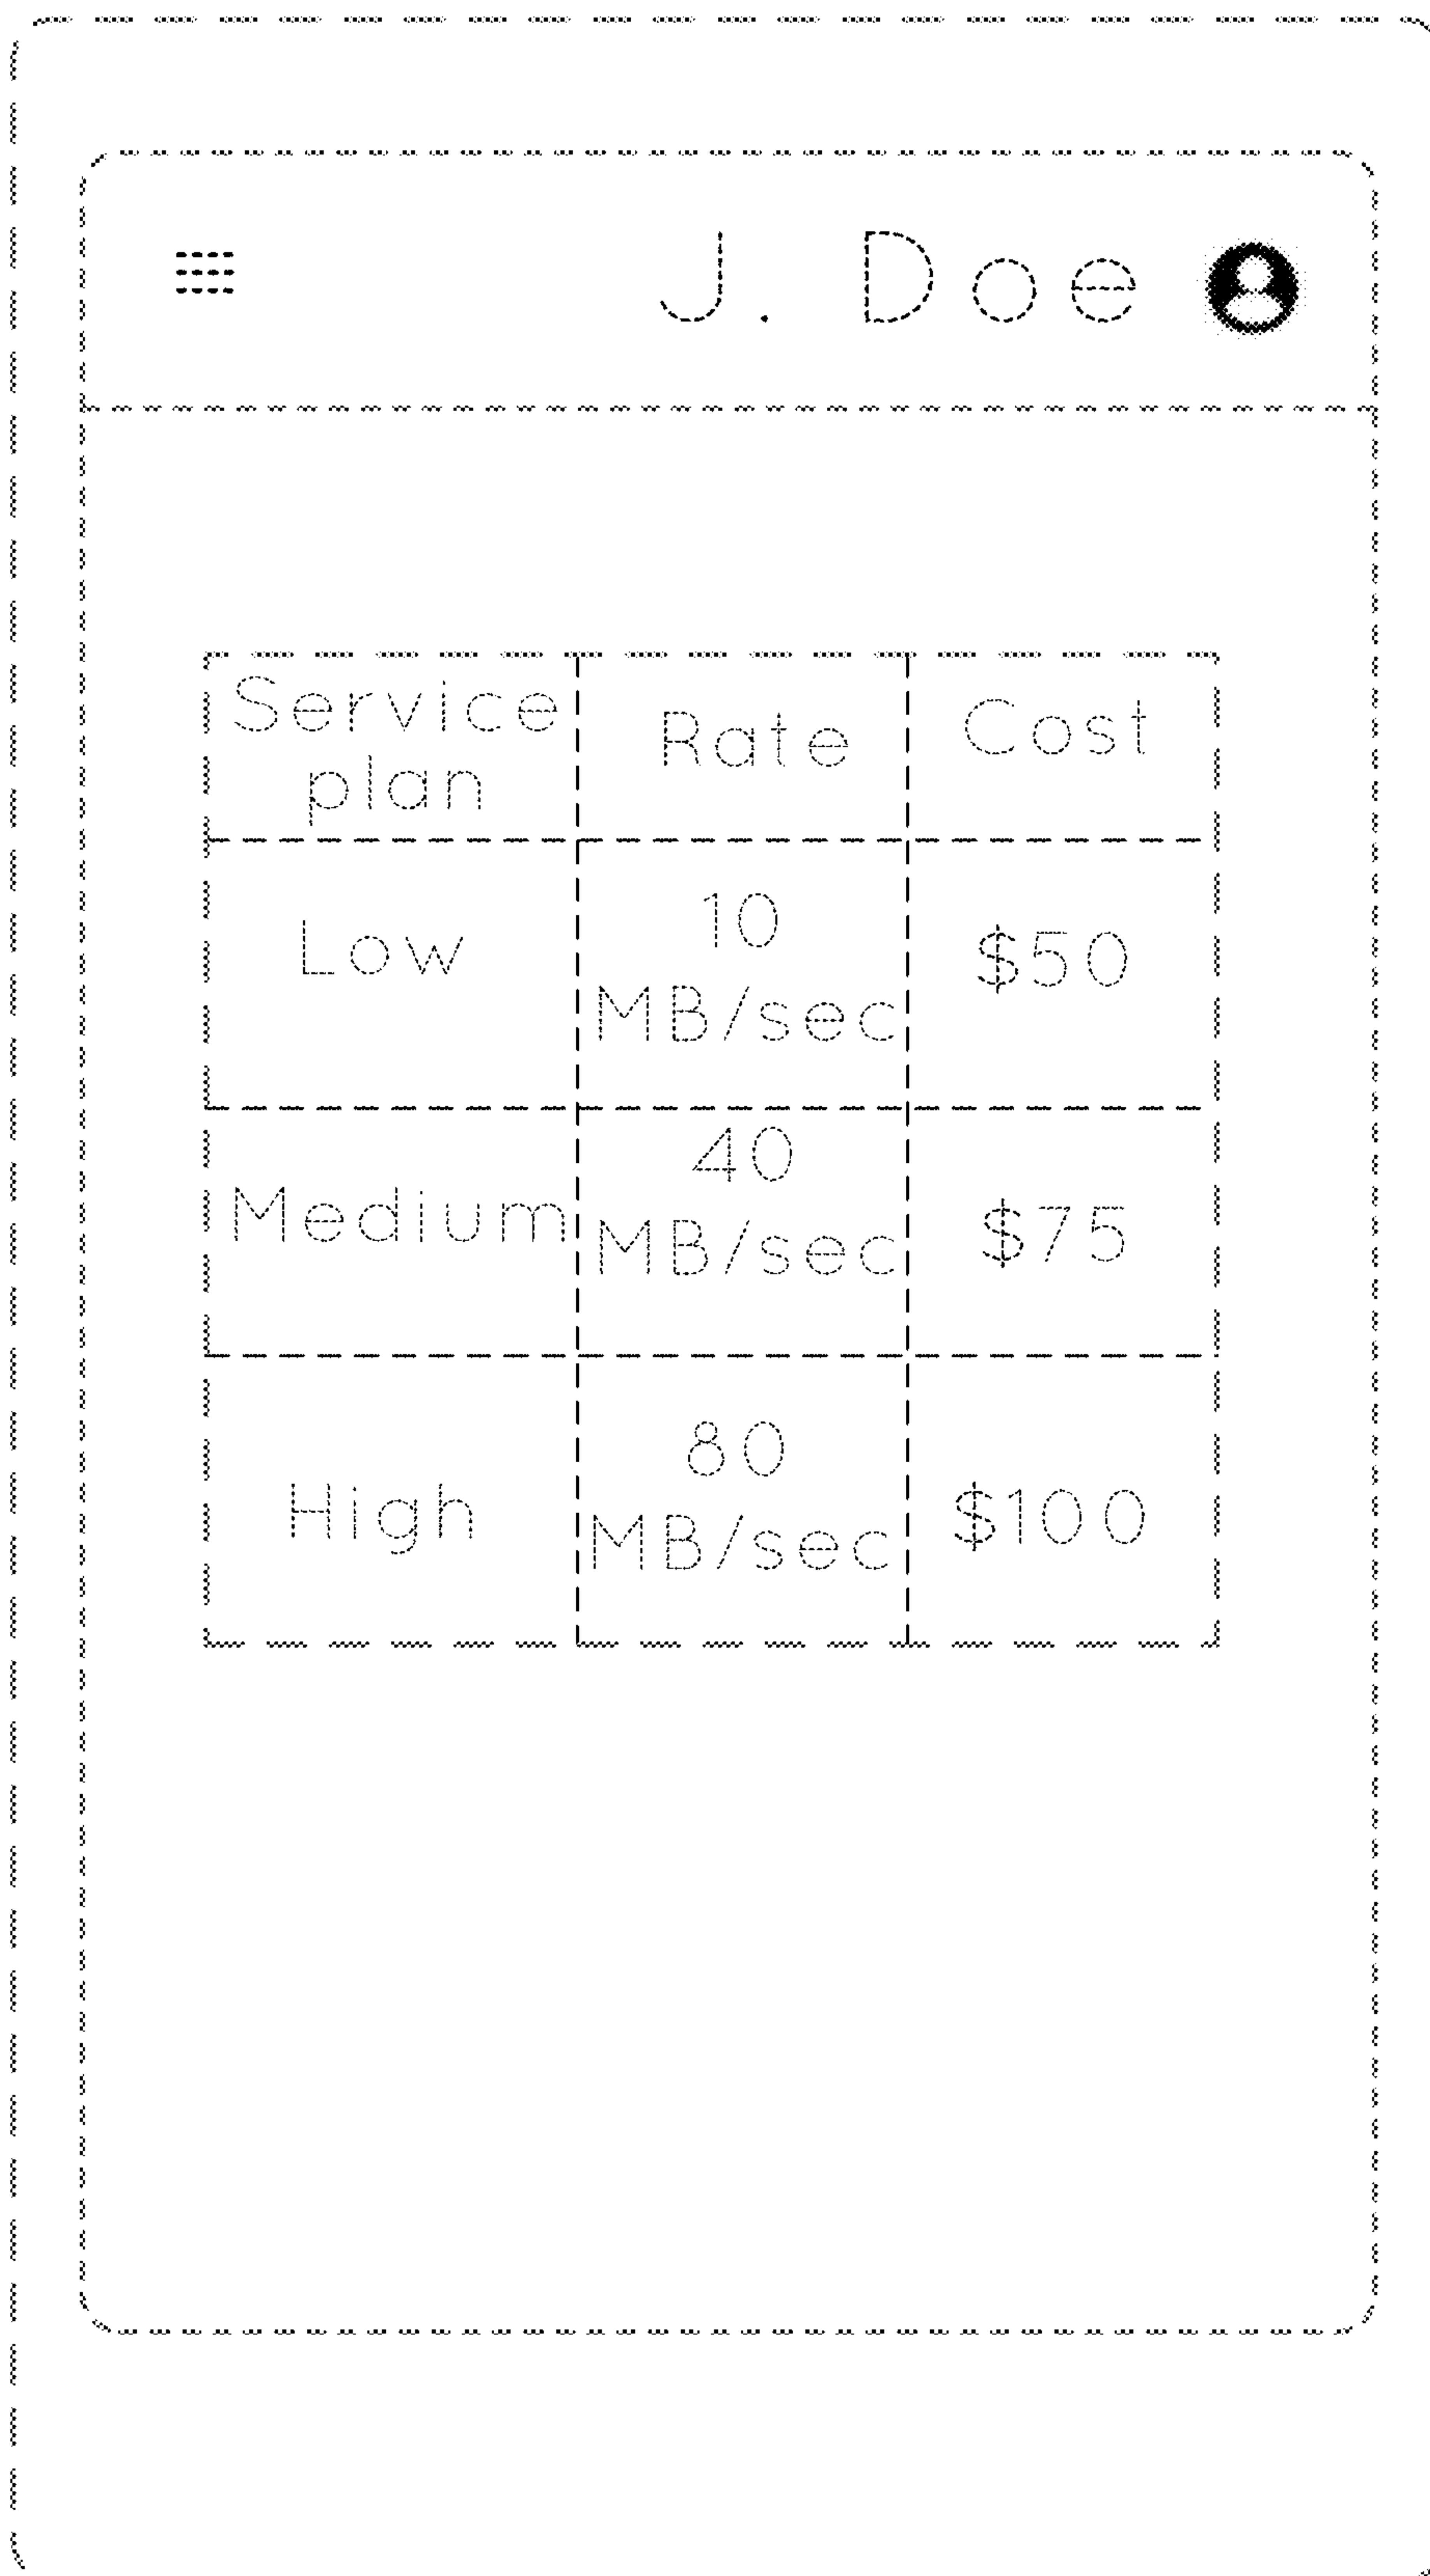 J. Doe
Service plan Rate Cost
Low 10 MB/sec $50
Medium 40 MB/sec $75
High 80 MB/sec $100